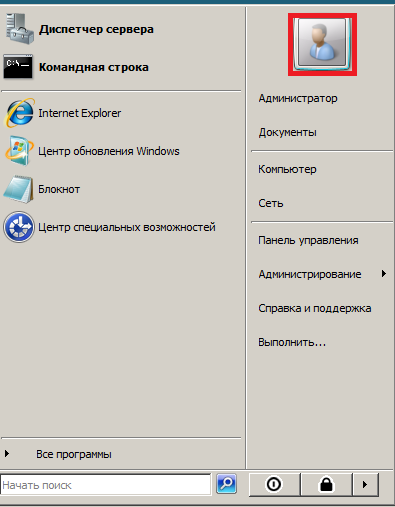 Диспетчер сервера
Командная строка
Internet Explorer
Центр обновления Windows
Блокнот
Центр специальных возможностей
Все программы
Начать поиск
Администратор
Документы
Компьютер
Сеть
Панель управления
Администрирование
Справка и поддержка
Выполнить...